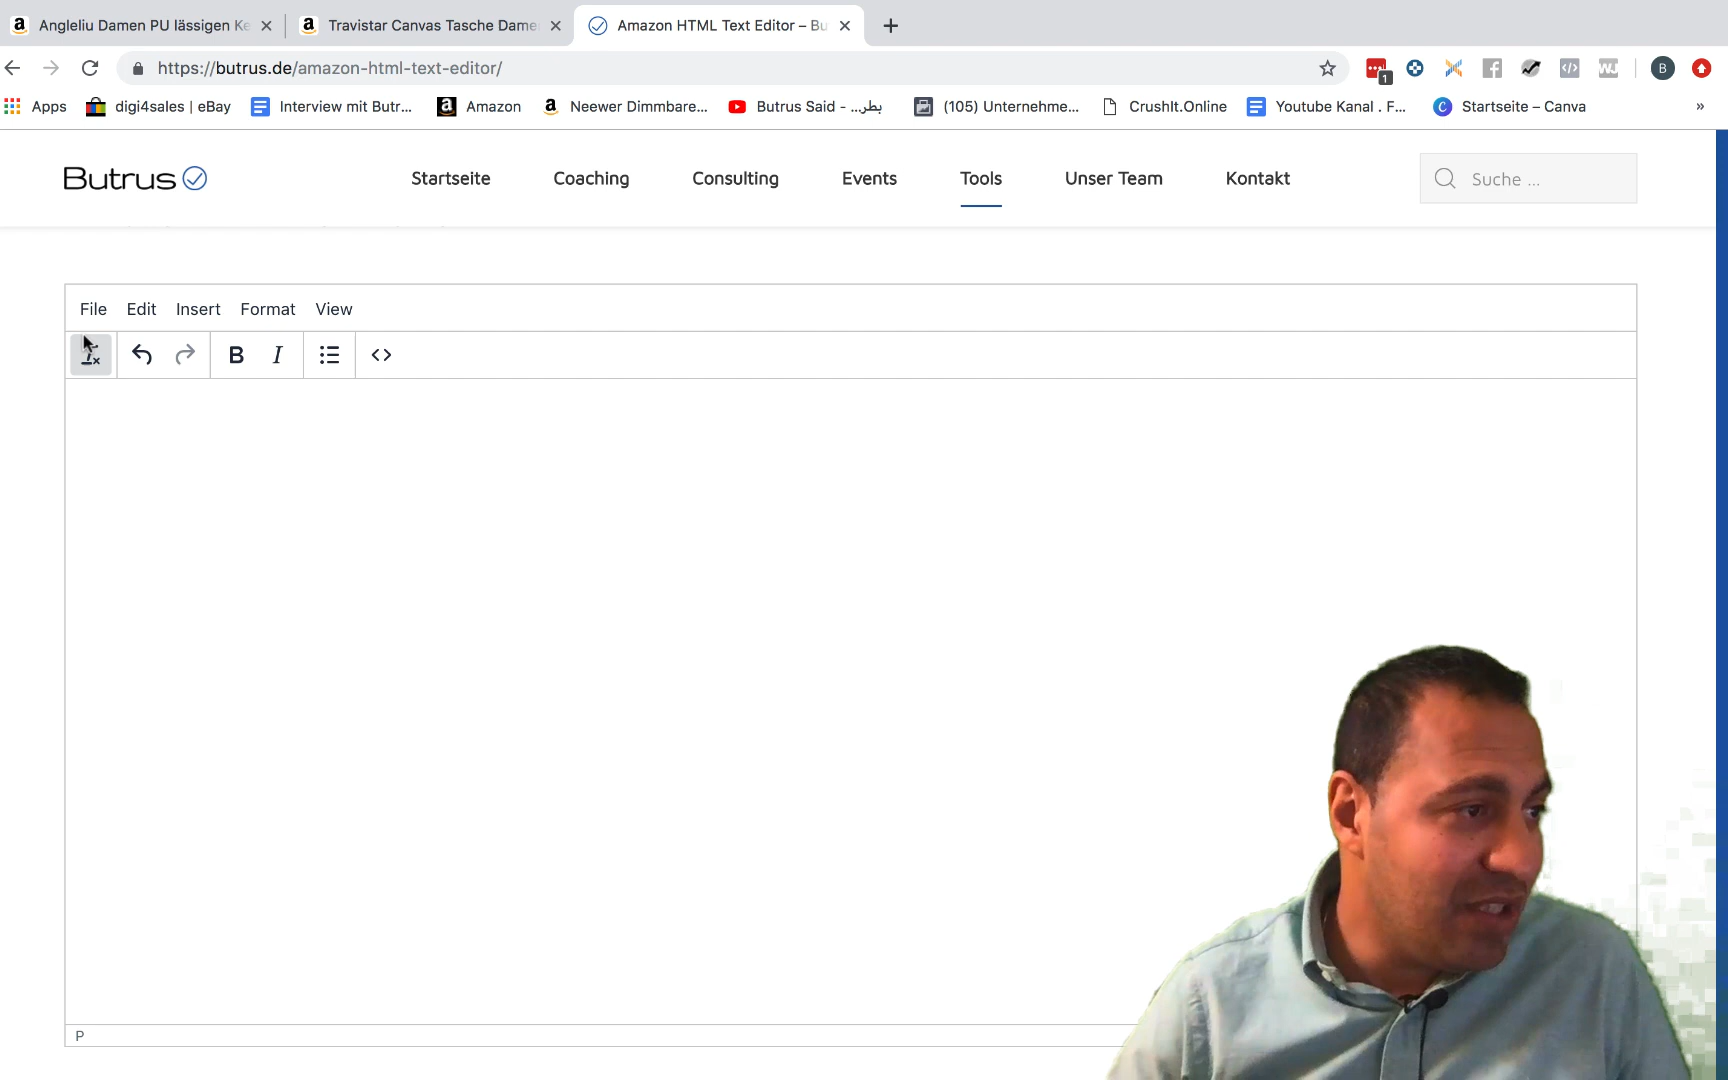 Angleliu Damen PU lässigen Ke
Travistar Canvas Tasche Dame
Amazon HTML Text Editor – Bu
https://butrus.de/amazon-html-text-editor/
1
B
Apps
digi4sales | eBay
Interview mit Butr...
Amazon
Neewer Dimmbare...
Butrus Said - ...بطر
(105) Unternehme...
CrushIt.Online
Youtube Kanal . F...
Startseite – Canva
»
Butrus
Startseite
Coaching
Consulting
Events
Tools
Unser Team
Kontakt
Suche ...
File Edit Insert Format View
B I <>
P